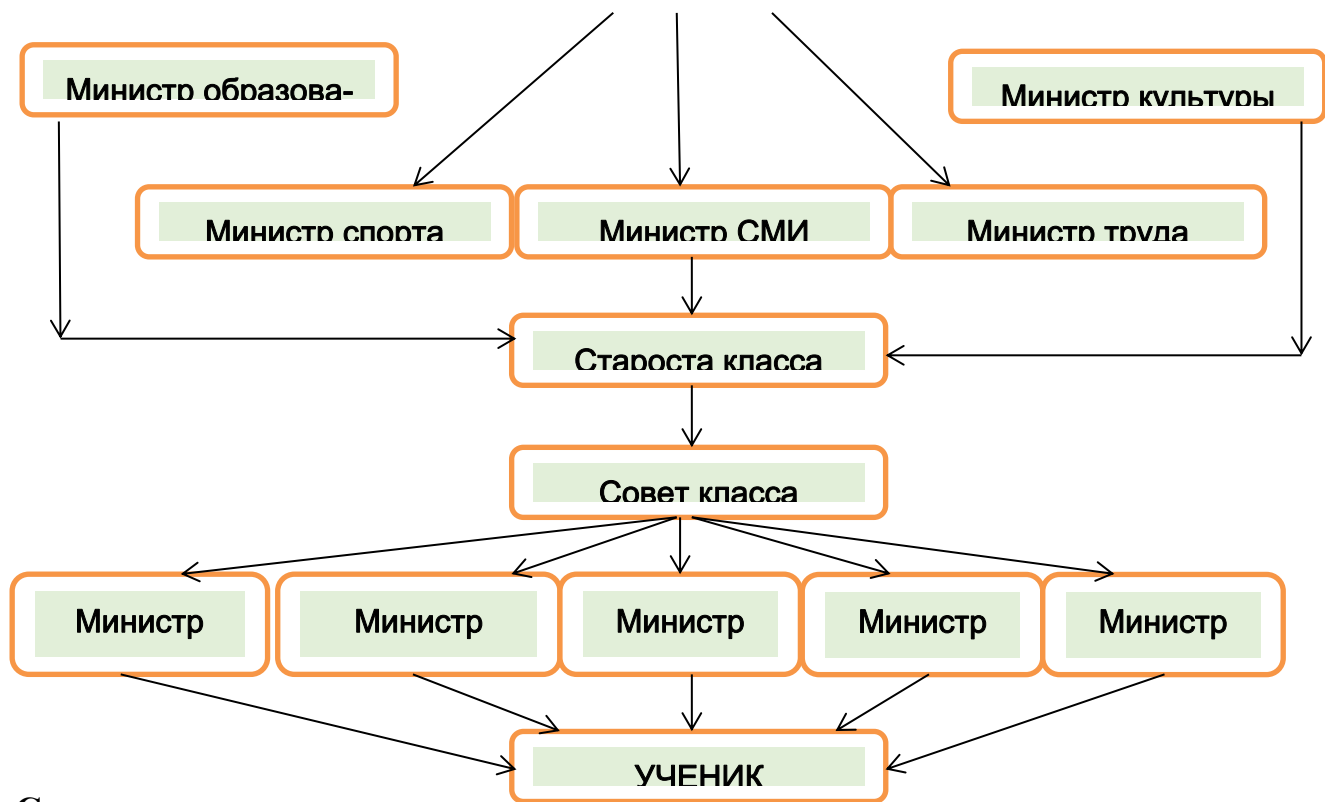 Министр образова-
Министр культуры
Министр спорта
Министр СМИ
Министр труда
Староста класса
Совет класса
Министр
Министр
Министр
Министр
Министр
УЧЕНИК